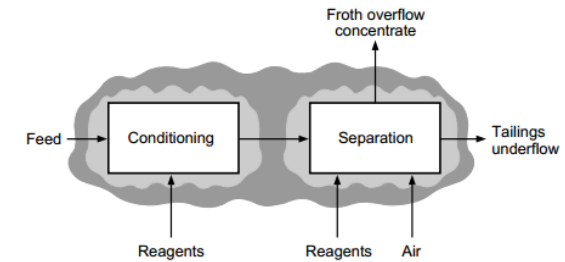 Froth overflow
concentrate
Feed
Conditioning
Separation
Tailings
underflow
Reagents
Reagents
Air